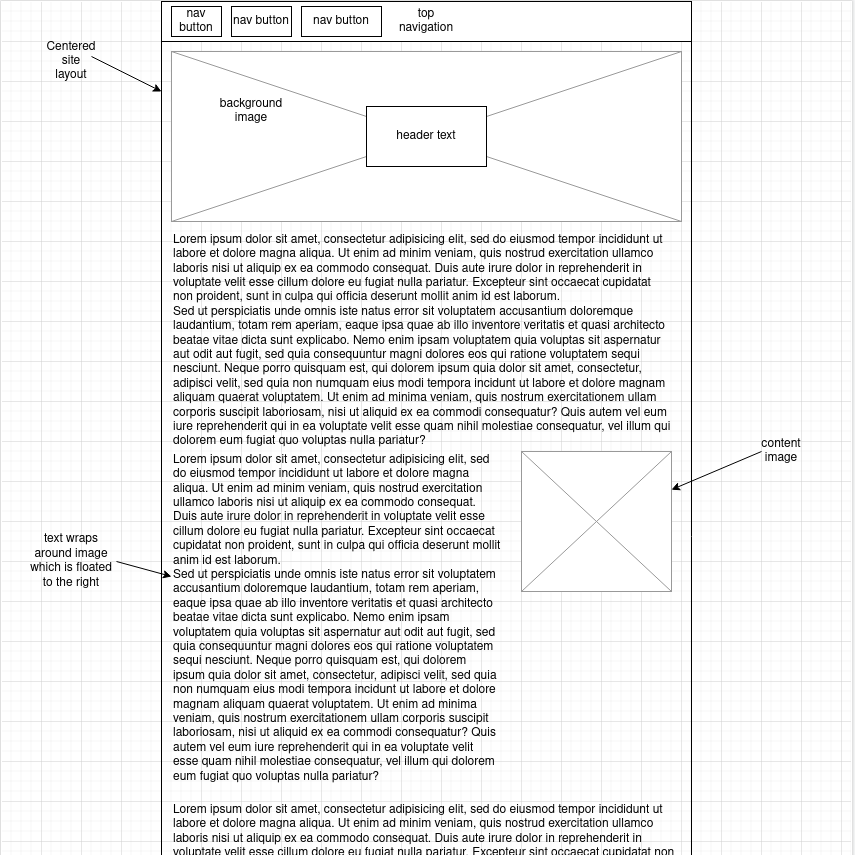 nav
button
nav button
nav button
top
navigation
Centered
site
layout
background
image
header text
Lorem ipsum dolor sit amet, consectetur adipisicing elit, sed do eiusmod tempor incididunt ut
labore et dolore magna aliqua. Ut enim ad minim veniam, quis nostrud exercitation ullamco
laboris nisi ut aliquip ex ea commodo consequat. Duis aute irure dolor in reprehenderit in
voluptate velit esse cillum dolore eu fugiat nulla pariatur. Excepteur sint occaecat cupidatat
non proident, sunt in culpa qui officia deserunt mollit anim id est laborum.
Sed ut perspiciatis unde omnis iste natus error sit voluptatem accusantium doloremque
laudantium, totam rem aperiam, eaque ipsa quae ab illo inventore veritatis et quasi architecto
beatae vitae dicta sunt explicabo. Nemo enim ipsam voluptatem quia voluptas sit aspernatur
aut odit aut fugit, sed quia consequuntur magni dolores eos qui ratione voluptatem sequi
nesciunt. Neque porro quisquam est, qui dolorem ipsum quia dolor sit amet, consectetur,
adipisci velit, sed quia non numquam eius modi tempora incidunt ut labore et dolore magnam
aliquam quaerat voluptatem. Ut enim ad minima veniam, quis nostrum exercitationem ullam
corporis suscipit laboriosam, nisi ut aliquid ex ea commodi consequatur? Quis autem vel eum
iure reprehenderit qui in ea voluptate velit esse quam nihil molestiae consequatur, vel illum qui
dolorem eum fugiat quo voluptas nulla pariatur?
content
image
Lorem ipsum dolor sit amet, consectetur adipisicing elit, sed
do eiusmod tempor incididunt ut labore et dolore magna
aliqua. Ut enim ad minim veniam, quis nostrud exercitation
ullamco laboris nisi ut aliquip ex ea commodo consequat.
Duis aute irure dolor in reprehenderit in voluptate velit esse
cillum dolore eu fugiat nulla pariatur. Excepteur sint occaecat
cupidatat non proident, sunt in culpa qui officia deserunt mollit
anim id est laborum.
text wraps
around image
which is floated
to the right
Sed ut perspiciatis unde omnis iste natus error sit voluptatem
accusantium doloremque laudantium, totam rem aperiam,
eaque ipsa quae ab illo inventore veritatis et quasi architecto
beatae vitae dicta sunt explicabo. Nemo enim ipsam
voluptatem quia voluptas sit aspernatur aut odit aut fugit, sed
quia consequuntur magni dolores eos qui ratione voluptatem
sequi nesciunt. Neque porro quisquam est, qui dolorem
ipsum quia dolor sit amet, consectetur, adipisci velit, sed quia
non numquam eius modi tempora incidunt ut labore et dolore
magnam aliquam quaerat voluptatem. Ut enim ad minima
veniam, quis nostrum exercitationem ullam corporis suscipit
laboriosam, nisi ut aliquid ex ea commodi consequatur? Quis
autem vel eum iure reprehenderit qui in ea voluptate velit
esse quam nihil molestiae consequatur, vel illum qui dolorem
eum fugiat quo voluptas nulla pariatur?
Lorem ipsum dolor sit amet, consectetur adipisicing elit, sed do eiusmod tempor incididunt ut
labore et dolore magna aliqua. Ut enim ad minim veniam, quis nostrud exercitation ullamco
laboris nisi ut aliquip ex ea commodo consequat. Duis aute irure dolor in reprehenderit in
voluptate velit esse cillum dolore eu fugiat nulla pariatur. Excepteur sint occaecat cupidatat non